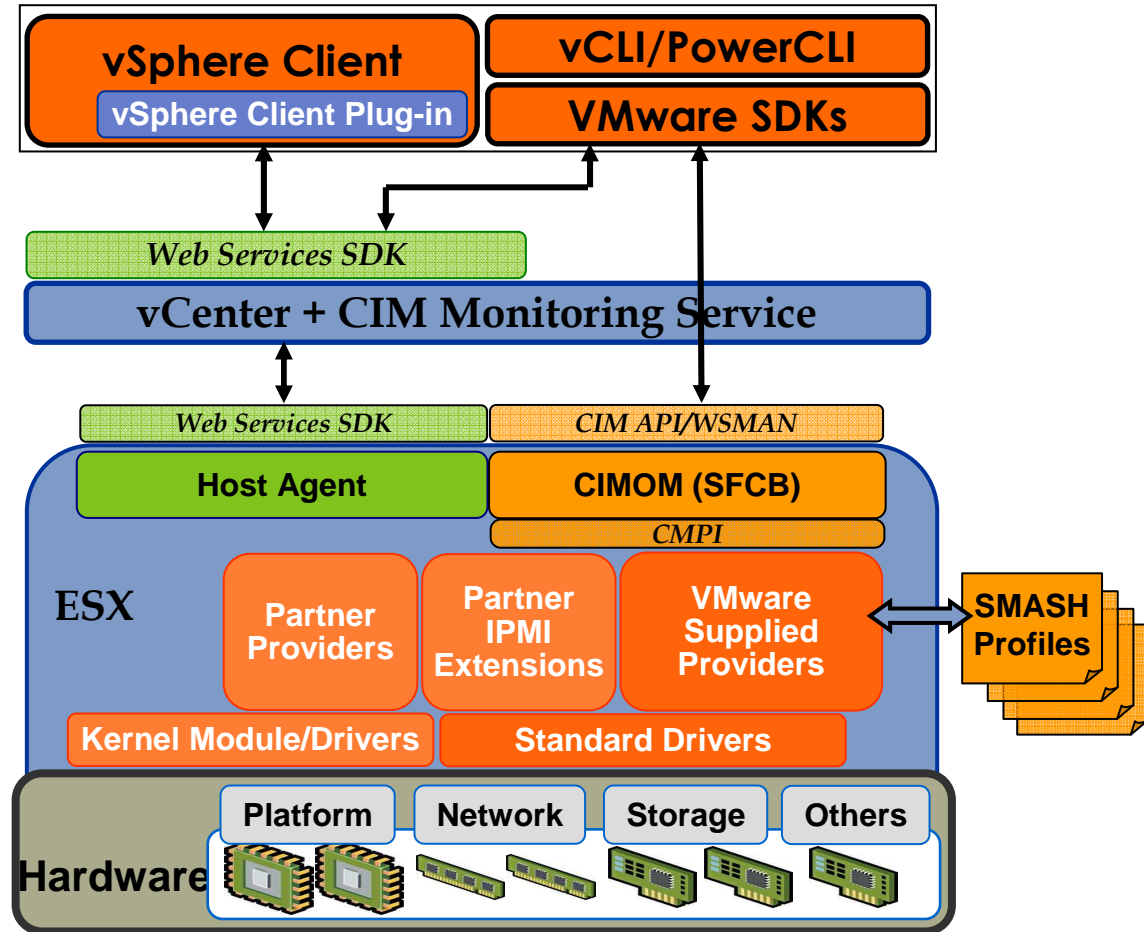 vSphere Client
vSphere Client Plug-in
vCLI/PowerCLI
VMware SDKs
Web Services SDK
vCenter + CIM Monitoring Service
Web Services SDK
CIM API/WSMAN
Host Agent
CIMOM (SFCB)
CMPI
ESX
Partner
Providers
Partner
IPMI
Extensions
VMware
Supplied
Providers
SMASH
Profiles
Kernel Module/Drivers
Standard Drivers
Platform
Network
Storage
Others
Hardware